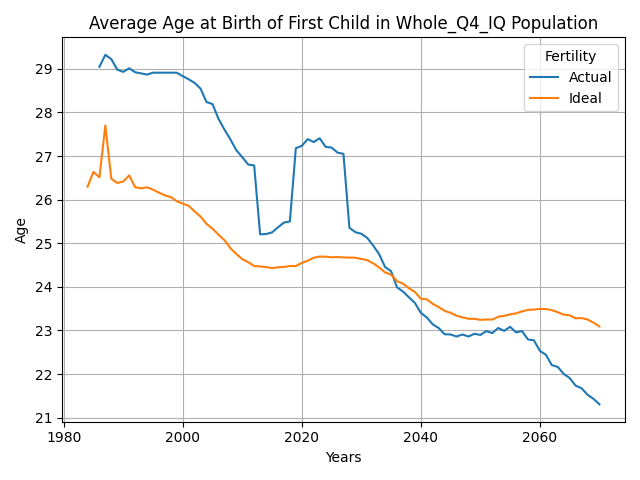 Average Age at Birth of First Child in Whole_Q4_IQ Population
Fertility
Actual
Ideal
Age
29
28
27
26
25
24
23
22
21
1980
2000
2020
2040
2060
Years